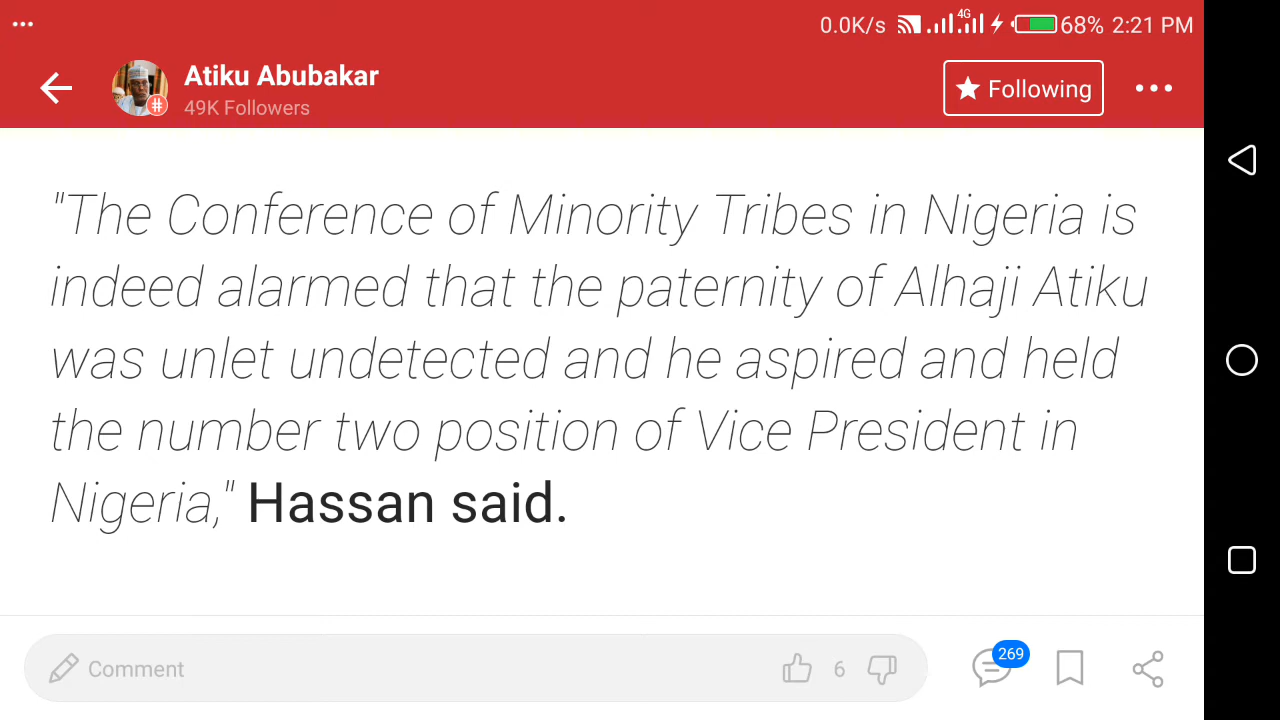 0.0K/s 4G 68% 2:21 PM
Atiku Abubakar
49K Followers
Following
"The Conference of Minority Tribes in Nigeria is
indeed alarmed that the paternity of Alhaji Atiku
was unlet undetected and he aspired and held
the number two position of Vice President in
Nigeria," Hassan said.
Comment 6 269